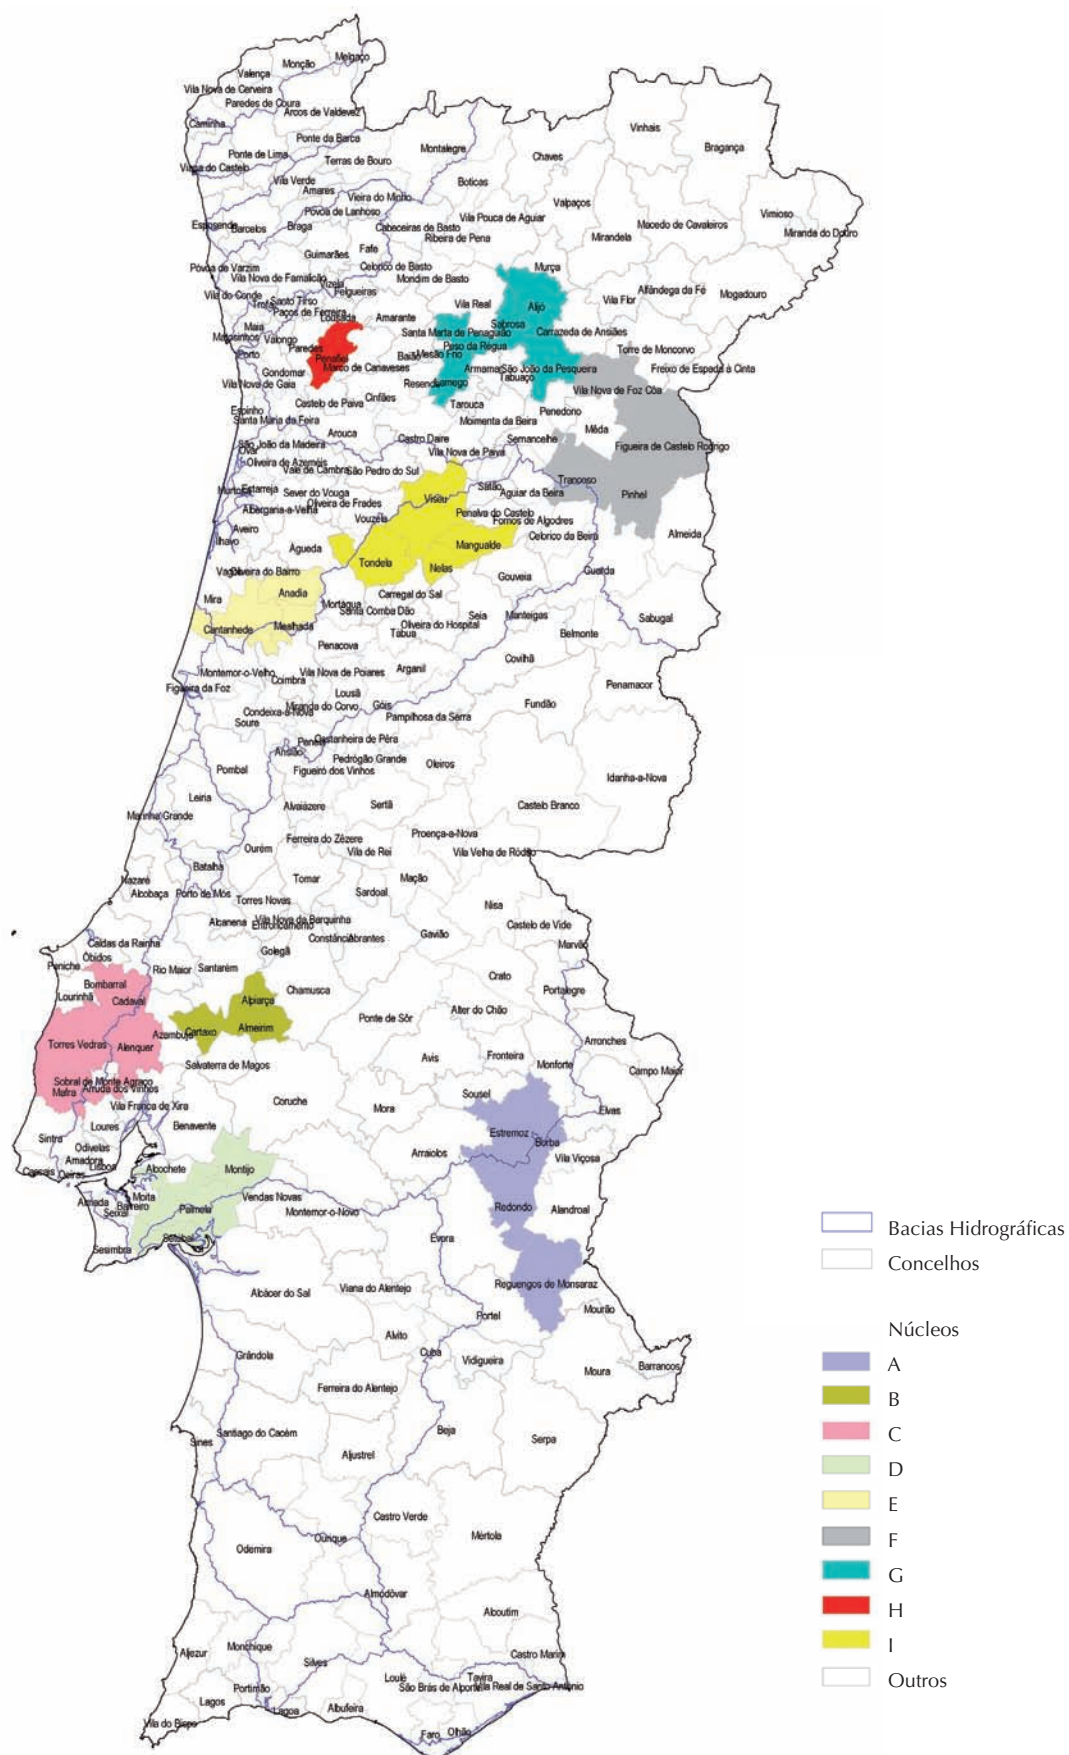 Melgaço
Monção
Valença
Vila Nova de Cerveira
Paredes de Coura
Arcos de Valdevez
Caminha
Vinhais
Ponte da Barca
Bragança
Montalegre
Ponte de Lima
Chaves
Terras de Bouro
Viana do Castelo
Vila Verde
Boticas
Amares
Vieira do Minho
Valpaços
Póvoa de Lanhoso
Vimioso
Vila Pouca de Aguiar
Esposende
Barcelos
Braga
Cabeceiras de Basto
Macedo de Cavaleiros
Miranda do Douro
Ribeira de Pena
Mirandela
Fafe
Guimarães
Póvoa de Varzim
Celorico de Basto
Murça
Vila Nova de Famalicão
Mondim de Basto
Vizela
Felgueiras
Alfândega da Fé
Mogadouro
Vila do Conde
Trofa
Santo Tirso
Vila Real
Vila Flor
Alijó
Paços de Ferreira
Lousada
Amarante
Sabrosa
Maia
Santa Marta de Penaguião
Carrazeda de Ansiães
Matosinhos
Valongo
Paredes
Peso da Régua
Porto
Baião
Mesão Frio
Torre de Moncorvo
Penafiel
Marco de Canaveses
Armamar
São João da Pesqueira
Freixo de Espada à Cinta
Gondomar
Tabuaço
Vila Nova de Gaia
Resende
Lamego
Vila Nova de Foz Côa
Cinfães
Castelo de Paiva
Tarouca
Espinho
Penedono
Santa Maria da Feira
Moimenta da Beira
Mêda
Arouca
Castro Daire
Sernancelhe
São João da Madeira
Figueira de Castelo Rodrigo
Ovar
Vila Nova de Paiva
Oliveira de Azeméis
Vale de Cambra
São Pedro do Sul
Trancoso
Murtosa
Estarreja
Sever do Vouga
Sátão
Aguiar da Beira
Pinhel
Oliveira de Frades
Viseu
Albergaria-a-Velha
Vouzela
Penalva do Castelo
Fornos de Algodres
Aveiro
Almeida
Ílhavo
Águeda
Celorico da Beira
Mangualde
Tondela
Nelas
Vagos
Oliveira do Bairro
Gouveia
Guarda
Anadia
Carregal do Sal
Mira
Mortágua
Santa Comba Dão
Seia
Manteigas
Sabugal
Cantanhede
Mealhada
Oliveira do Hospital
Tábua
Belmonte
Penacova
Covilhã
Montemor-o-Velho
Vila Nova de Poiares
Arganil
Coimbra
Penamacor
Figueira da Foz
Lousã
Miranda do Corvo
Góis
Fundão
Condeixa-a-Nova
Pampilhosa da Serra
Soure
Penela
Castanheira de Pêra
Ansião
Pedrógão Grande
Oleiros
Pombal
Figueiró dos Vinhos
Idanha-a-Nova
Leiria
Alvaiázere
Sertã
Castelo Branco
Marinha Grande
Proença-a-Nova
Ferreira do Zêzere
Ourém
Vila de Rei
Vila Velha de Ródão
Batalha
Nazaré
Tomar
Mação
Alcobaça
Porto de Mós
Sardoal
Torres Novas
Nisa
Alcanena
Vila Nova da Barquinha
Entroncamento
Castelo de Vide
Constância
Abrantes
Gavião
Caldas da Rainha
Marvão
Golegã
Óbidos
Peniche
Rio Maior
Santarém
Crato
Bombarral
Chamusca
Portalegre
Lourinhã
Cadaval
Alpiarça
Alter do Chão
Ponte de Sôr
Azambuja
Cartaxo
Almeirim
Torres Vedras
Alenquer
Arronches
Avis
Fronteira
Salvaterra de Magos
Monforte
Campo Maior
Sobral de Monte Agraço
Mafra
Arruda dos Vinhos
Sousel
Vila Franca de Xira
Coruche
Mora
Elvas
Loures
Benavente
Sintra
Estremoz
Borba
Odivelas
Arraiolos
Vila Viçosa
Amadora
Lisboa
Cascais
Oeiras
Alcochete
Montijo
Almada
Moita
Vendas Novas
Barreiro
Seixal
Palmela
Montemor-o-Novo
Redondo
Alandroal
Bacias Hidrográficas
Sesimbra
Setúbal
Évora
Concelhos
Reguengos de Monsaraz
Alcácer do Sal
Viana do Alentejo
Mourão
Portel
Núcleos
Alvito
Grândola
Cuba
Vidigueira
A
Moura
Barrancos
Ferreira do Alentejo
B
Sines
Santiago do Cacém
Beja
Serpa
C
Aljustrel
D
E
Castro Verde
Ourique
Mértola
F
Odemira
G
Almodôvar
H
Alcoutim
I
Monchique
Aljezur
Castro Marim
Silves
Outros
Portimão
Loulé
Tavira
São Brás de Alportel
Vila Real de Santo António
Lagos
Lagoa
Albufeira
Vila do Bispo
Faro
Olhão